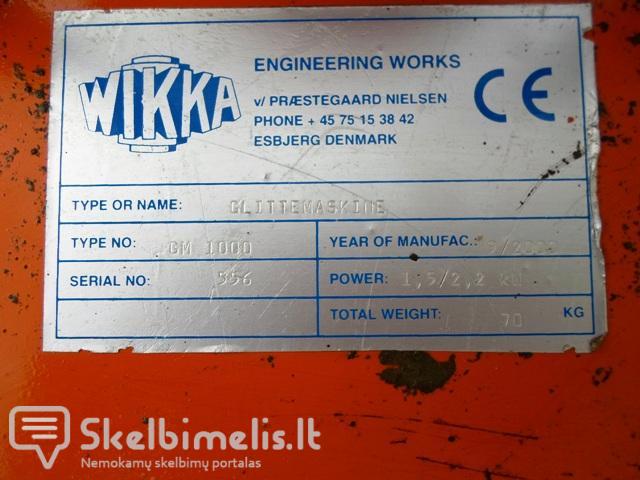 WIKKA
ENGINEERING WORKS
v/ PRÆSTEGAARD NIELSEN
PHONE + 45 75 15 38 42
ESBJERG DENMARK
CE
TYPE OR NAME: GLITTEMASKINE
TYPE NO: GM 1000
YEAR OF MANUFAC.:
SERIAL NO: 556
POWER: 1,5/2,2 kW
TOTAL WEIGHT: 70 KG
Skelbimelis.lt
Nemokamų skelbimų portalas